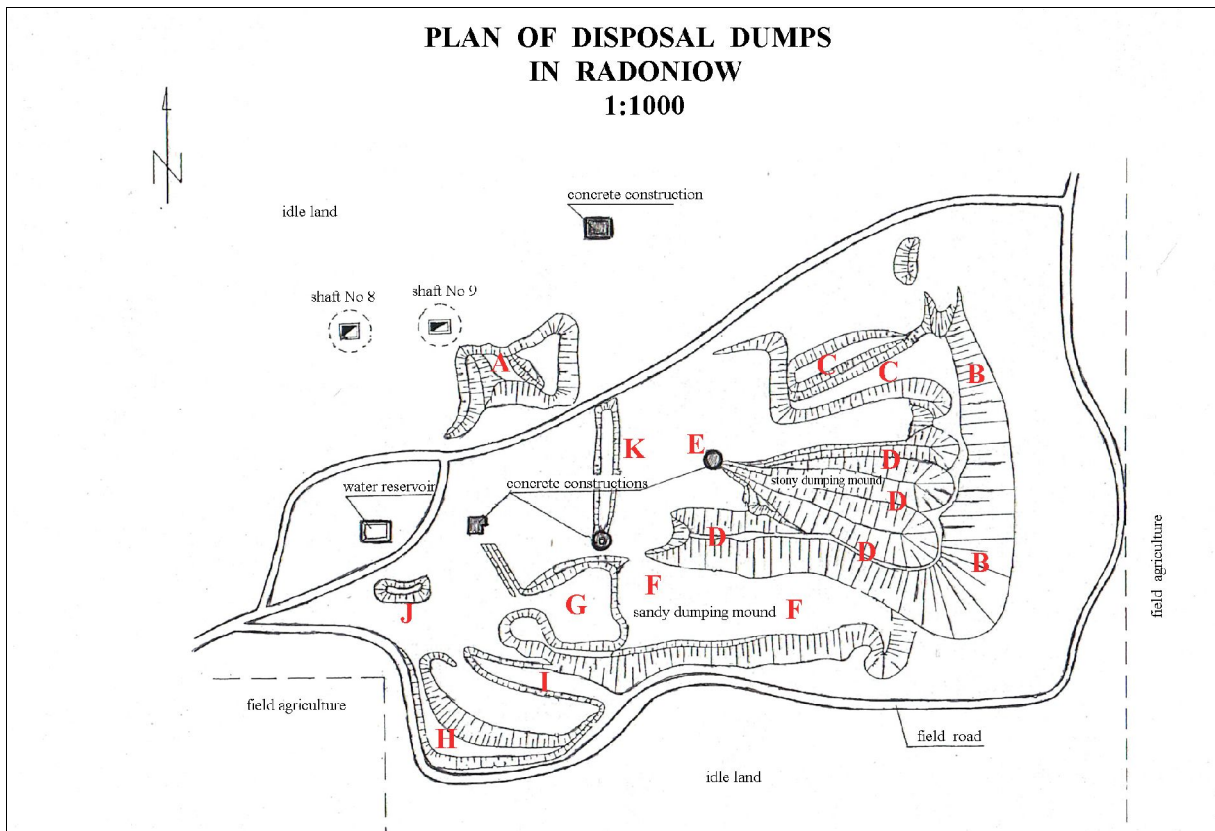 PLAN OF DISPOSAL DUMPS
IN RADONIOW
1:1000
N
concrete construction
idle land
shaft No 8
shaft No 9
A
C
C
B
K
E
D
stony dumping mound
water reservoir
concrete constructions
D
D
D
B
field agriculture
F
G
J
sandy dumping mound
F
I
field agriculture
H
field road
idle land